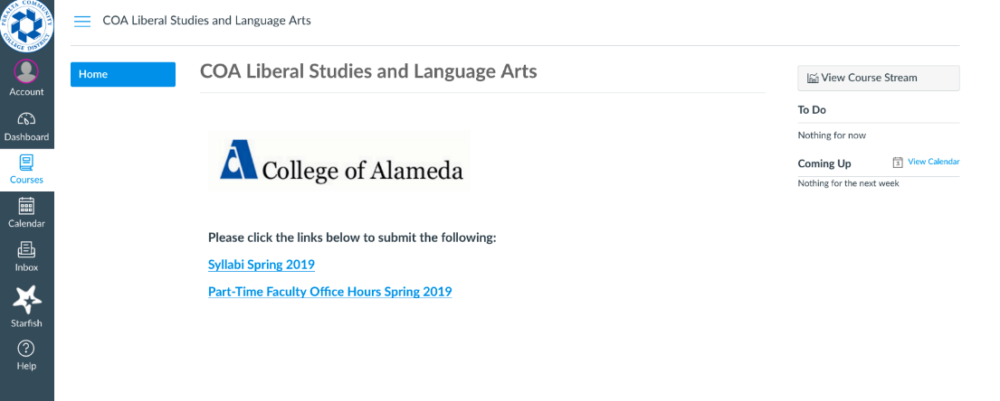 PERALTA COMMUNITY
COLLEGE DISTRICT
Account
Dashboard
Courses
Calendar
Inbox
Starfish
Help
COA Liberal Studies and Language Arts
Home
COA Liberal Studies and Language Arts
College of Alameda
Please click the links below to submit the following:
Syllabi Spring 2019
Part-Time Faculty Office Hours Spring 2019
View Course Stream
To Do
Nothing for now
Coming Up
View Calendar
Nothing for the next week